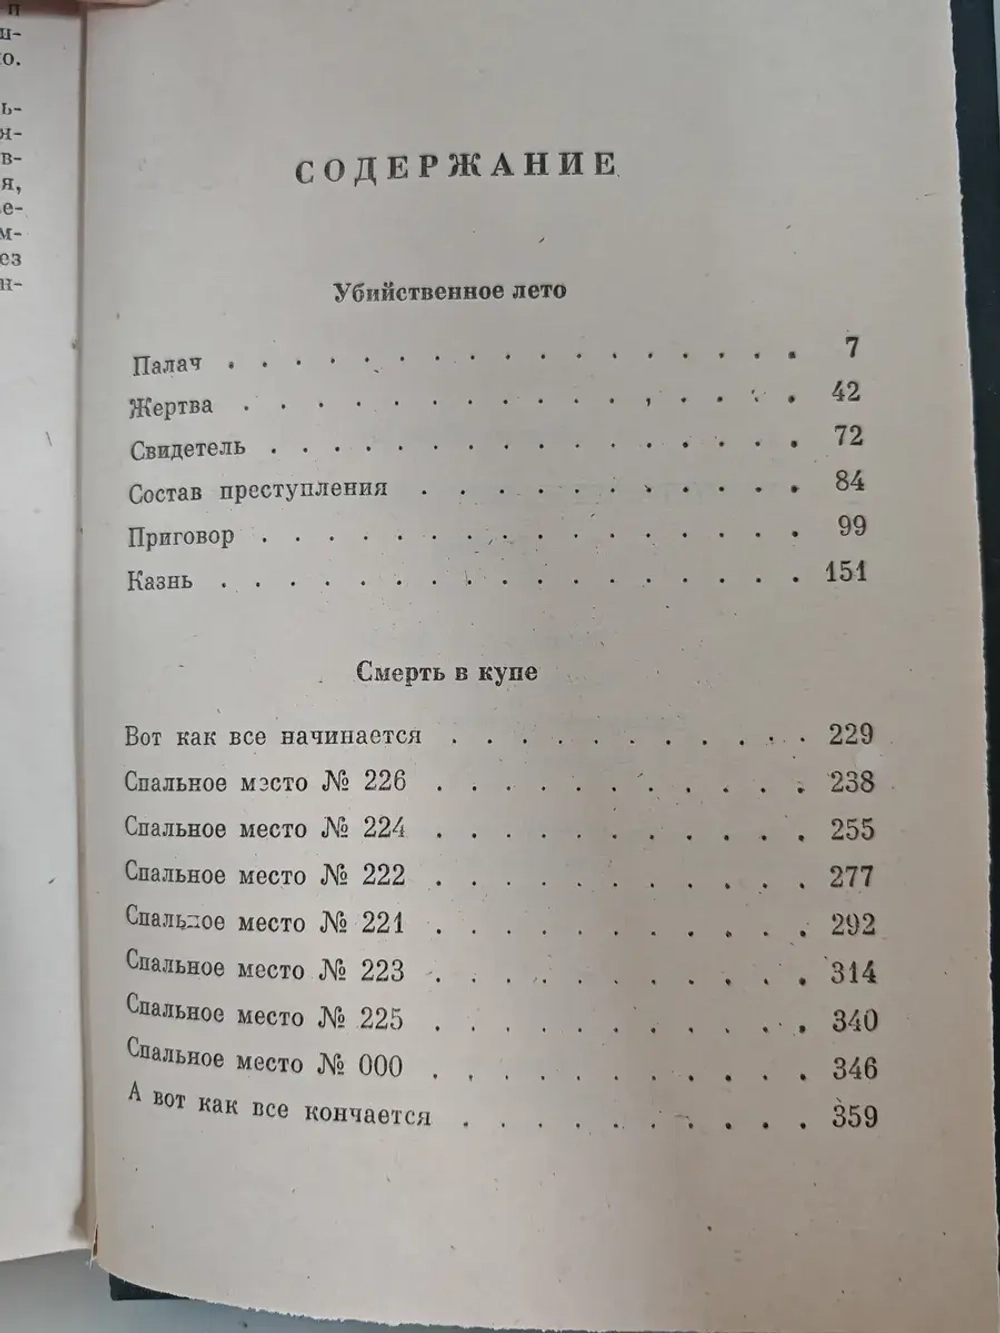 п
н-
о.
ь-
я-
в-
я,
е-
м-
ез
н-
СОДЕРЖАНИЕ
Убийственное лето
Палач . . . . . . . . . . . . . . . . . 7
Жертва . . . . . . . . . . . . . . . . 42
Свидетель . . . . . . . . . . . . . . . . 72
Состав преступления . . . . . . . . . . . . 84
Приговор . . . . . . . . . . . . . . . . 99
Казнь . . . . . . . . . . . . . . . . . 151
Смерть в купе
Вот как все начинается . . . . . . . . . . . 229
Спальное место № 226 . . . . . . . . . . . 238
Спальное место № 224 . . . . . . . . . . . 255
Спальное место № 222 . . . . . . . . . . . 277
Спальное место № 221 . . . . . . . . . . . 292
Спальное место № 223 . . . . . . . . . . . 314
Спальное место № 225 . . . . . . . . . . . 340
Спальное место № 000 . . . . . . . . . . . 346
А вот как все кончается . . . . . . . . . . 359